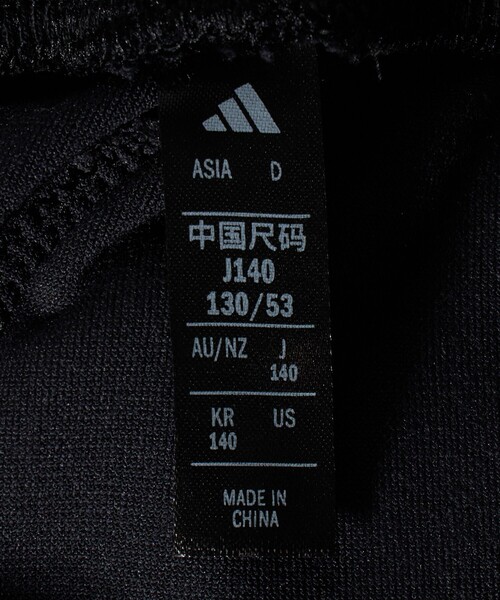 ASIA D
中国尺码
J140
130/53
AU/NZ J
140
KR US
140
MADE IN
CHINA